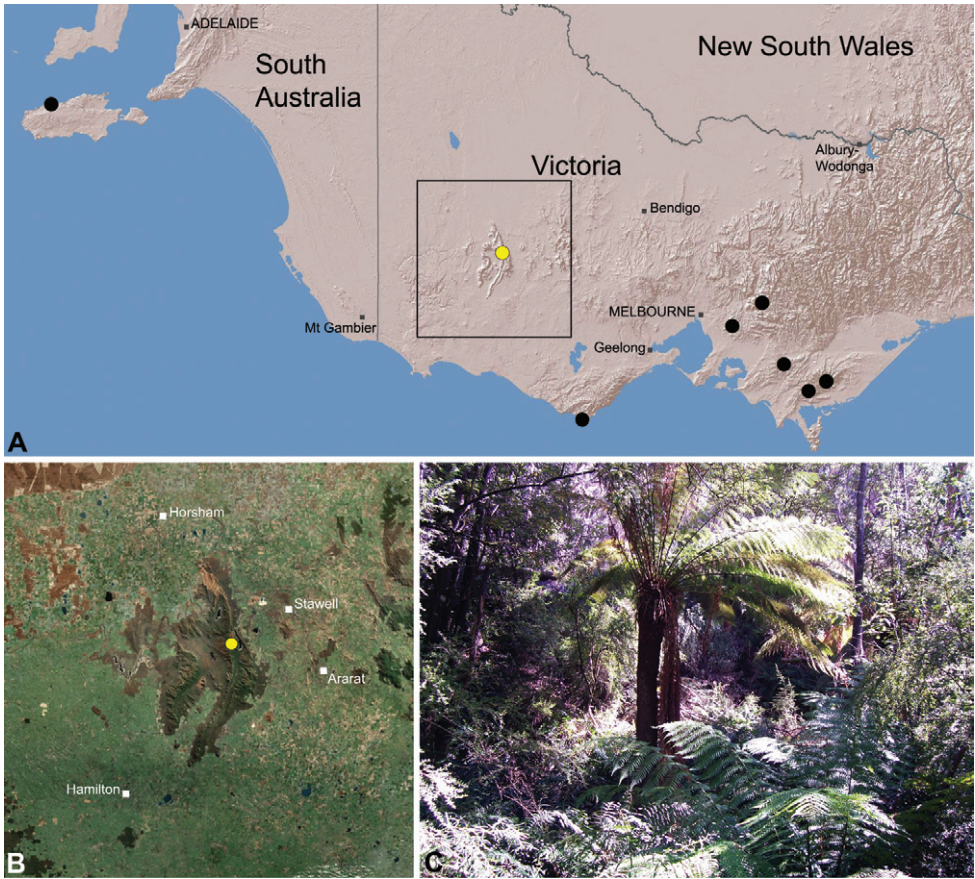 ADELAIDE
South
Australia
New South Wales
Albury-
Wodonga
Victoria
Bendigo
MELBOURNE
Mt Gambier
Geelong
A
Horsham
Stawell
Ararat
Hamilton
B
C